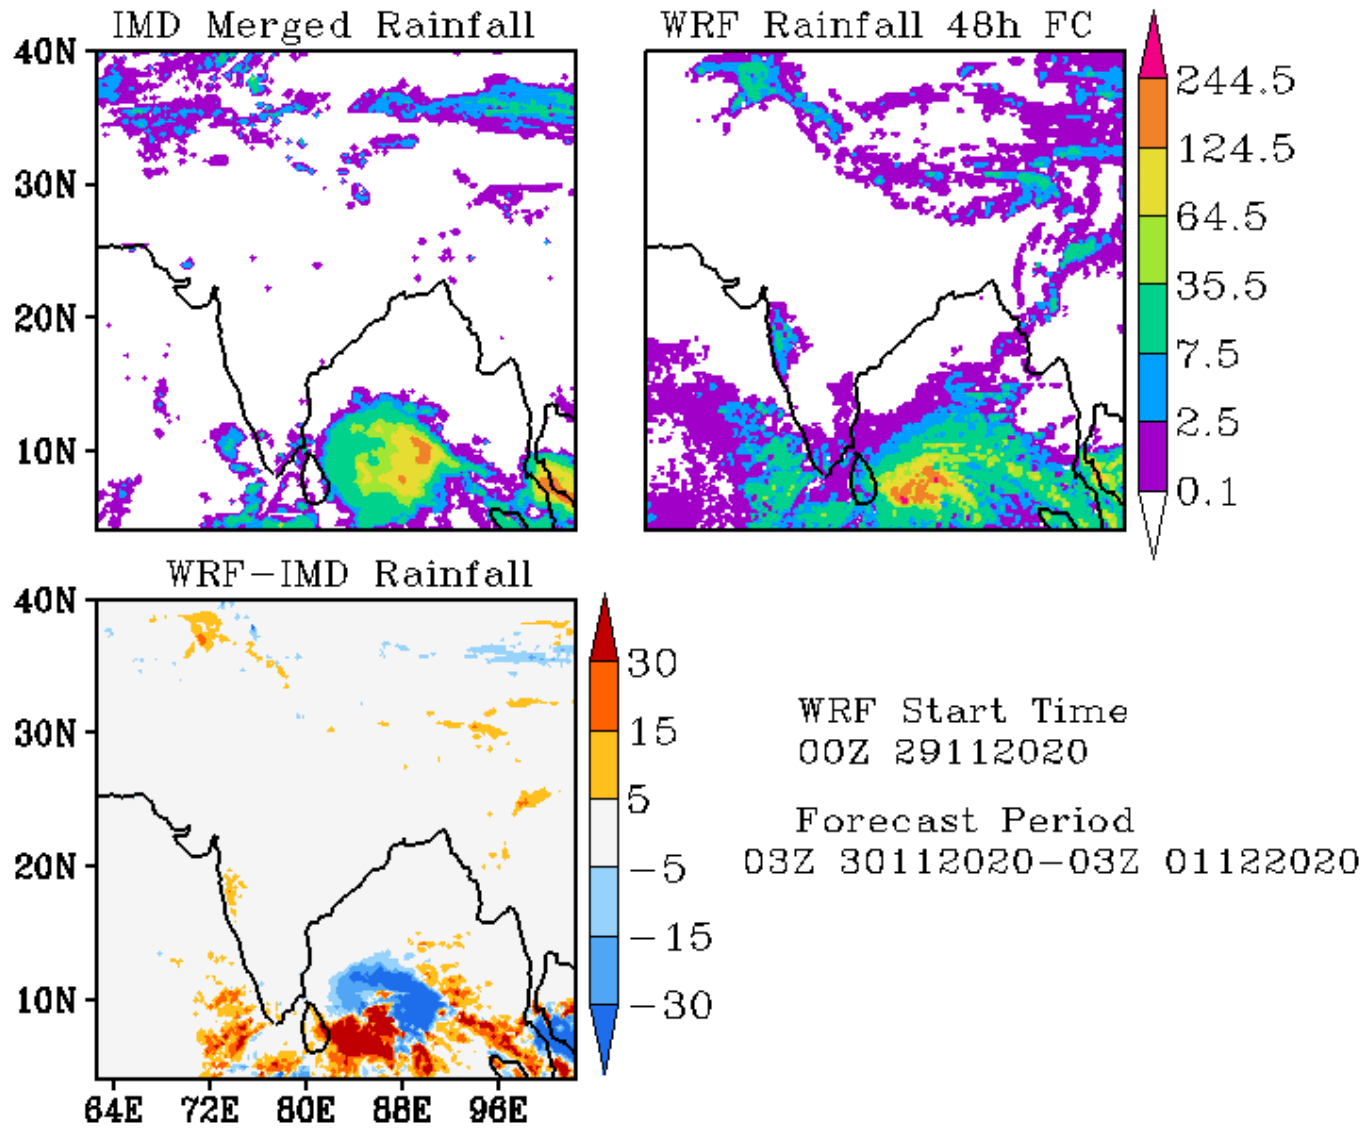 IMD Merged Rainfall
WRF Rainfall 48h FC
40N
30N
20N
10N
244.5
124.5
64.5
35.5
7.5
2.5
0.1
WRF-IMD Rainfall
40N
30N
20N
10N
64E 72E 80E 88E 96E
30
15
5
-5
-15
-30
WRF Start Time
00Z 29112020
Forecast Period
03Z 30112020-03Z 01122020